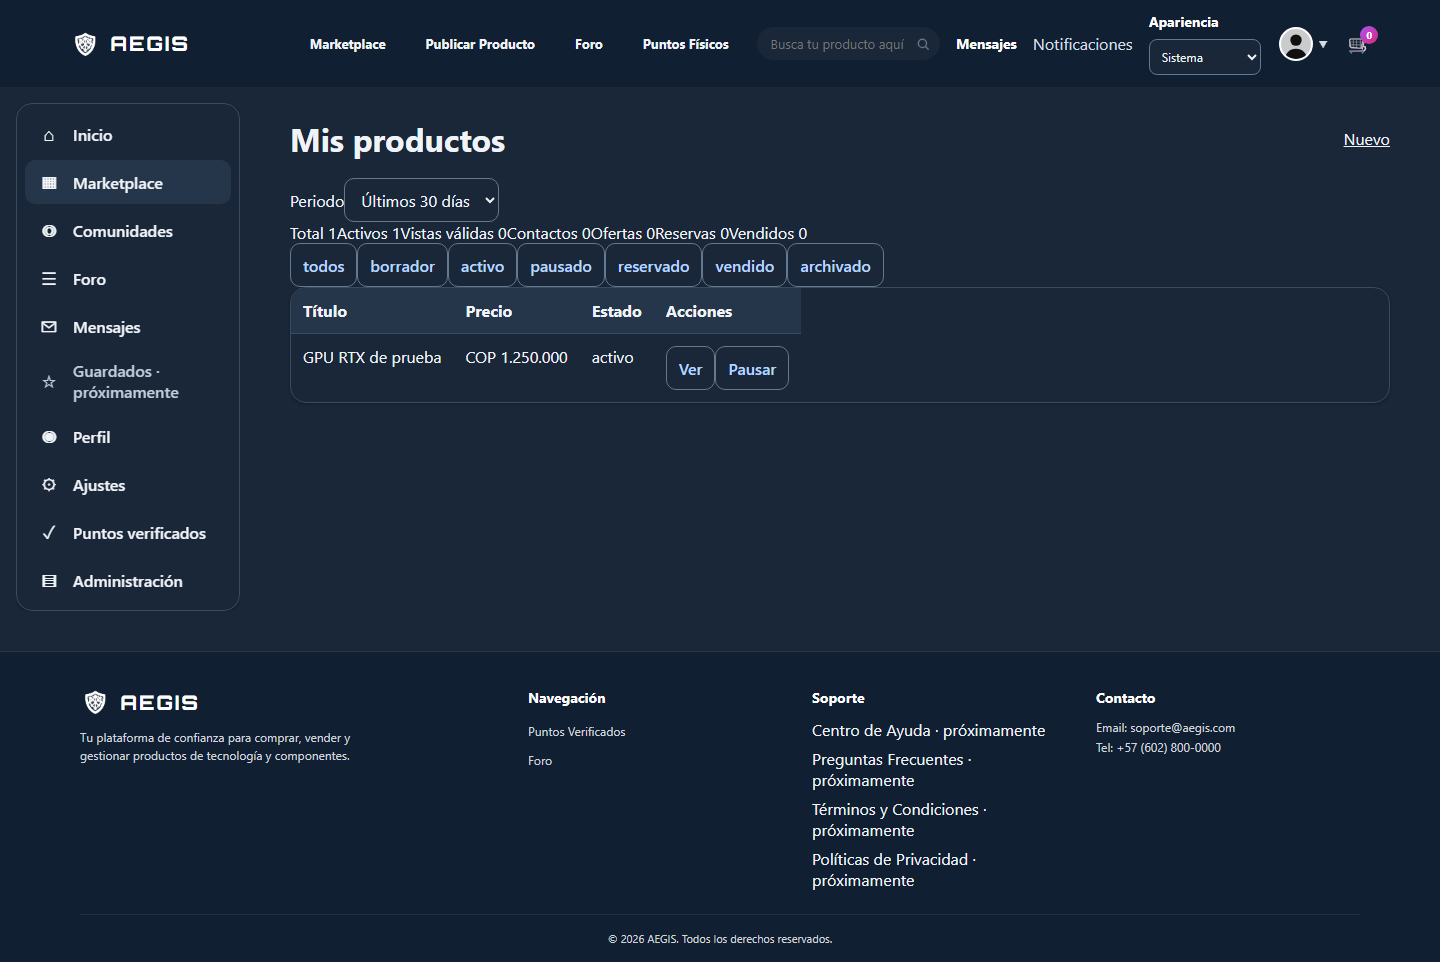 AEGIS
Marketplace
Publicar Producto
Foro
Puntos Físicos
Busca tu producto aquí
Mensajes
Notificaciones
Apariencia
Sistema
0
Inicio
Marketplace
Comunidades
Foro
Mensajes
Guardados ·
próximamente
Perfil
Ajustes
Puntos verificados
Administración
Mis productos
Nuevo
Periodo Últimos 30 días
Total 1Activos 1Vistas válidas 0Contactos 0Ofertas 0Reservas 0Vendidos 0
todos borrador activo pausado reservado vendido archivado
Título Precio Estado Acciones
GPU RTX de prueba COP 1.250.000 activo Ver Pausar
AEGIS
Tu plataforma de confianza para comprar, vender y
gestionar productos de tecnología y componentes.
Navegación
Puntos Verificados
Foro
Soporte
Centro de Ayuda · próximamente
Preguntas Frecuentes ·
próximamente
Términos y Condiciones ·
próximamente
Políticas de Privacidad ·
próximamente
Contacto
Email: soporte@aegis.com
Tel: +57 (602) 800-0000
© 2026 AEGIS. Todos los derechos reservados.